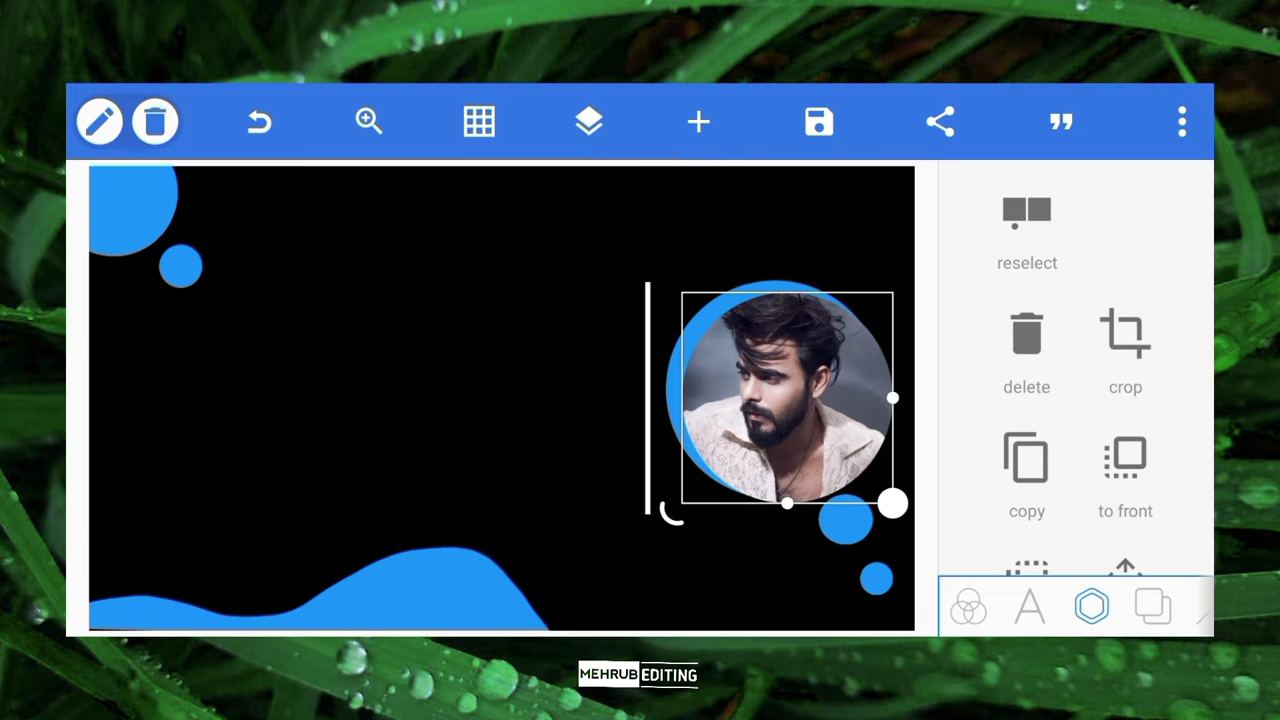 reselect
delete
crop
copy
to front
MEHRUB EDITING